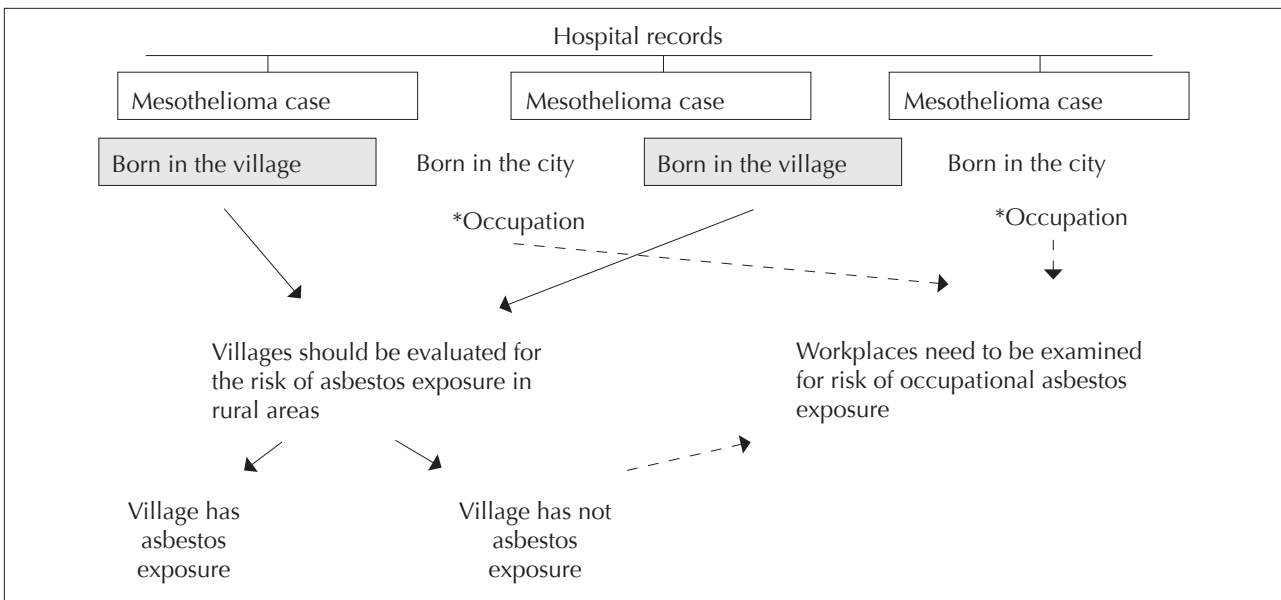 Hospital records
Mesothelioma case
Mesothelioma case
Mesothelioma case
Born in the village
Born in the city
Born in the village
Born in the city
*Occupation
*Occupation
Villages should be evaluated for
the risk of asbestos exposure in
rural areas
Workplaces need to be examined
for risk of occupational asbestos
exposure
Village has
asbestos
exposure
Village has not
asbestos
exposure